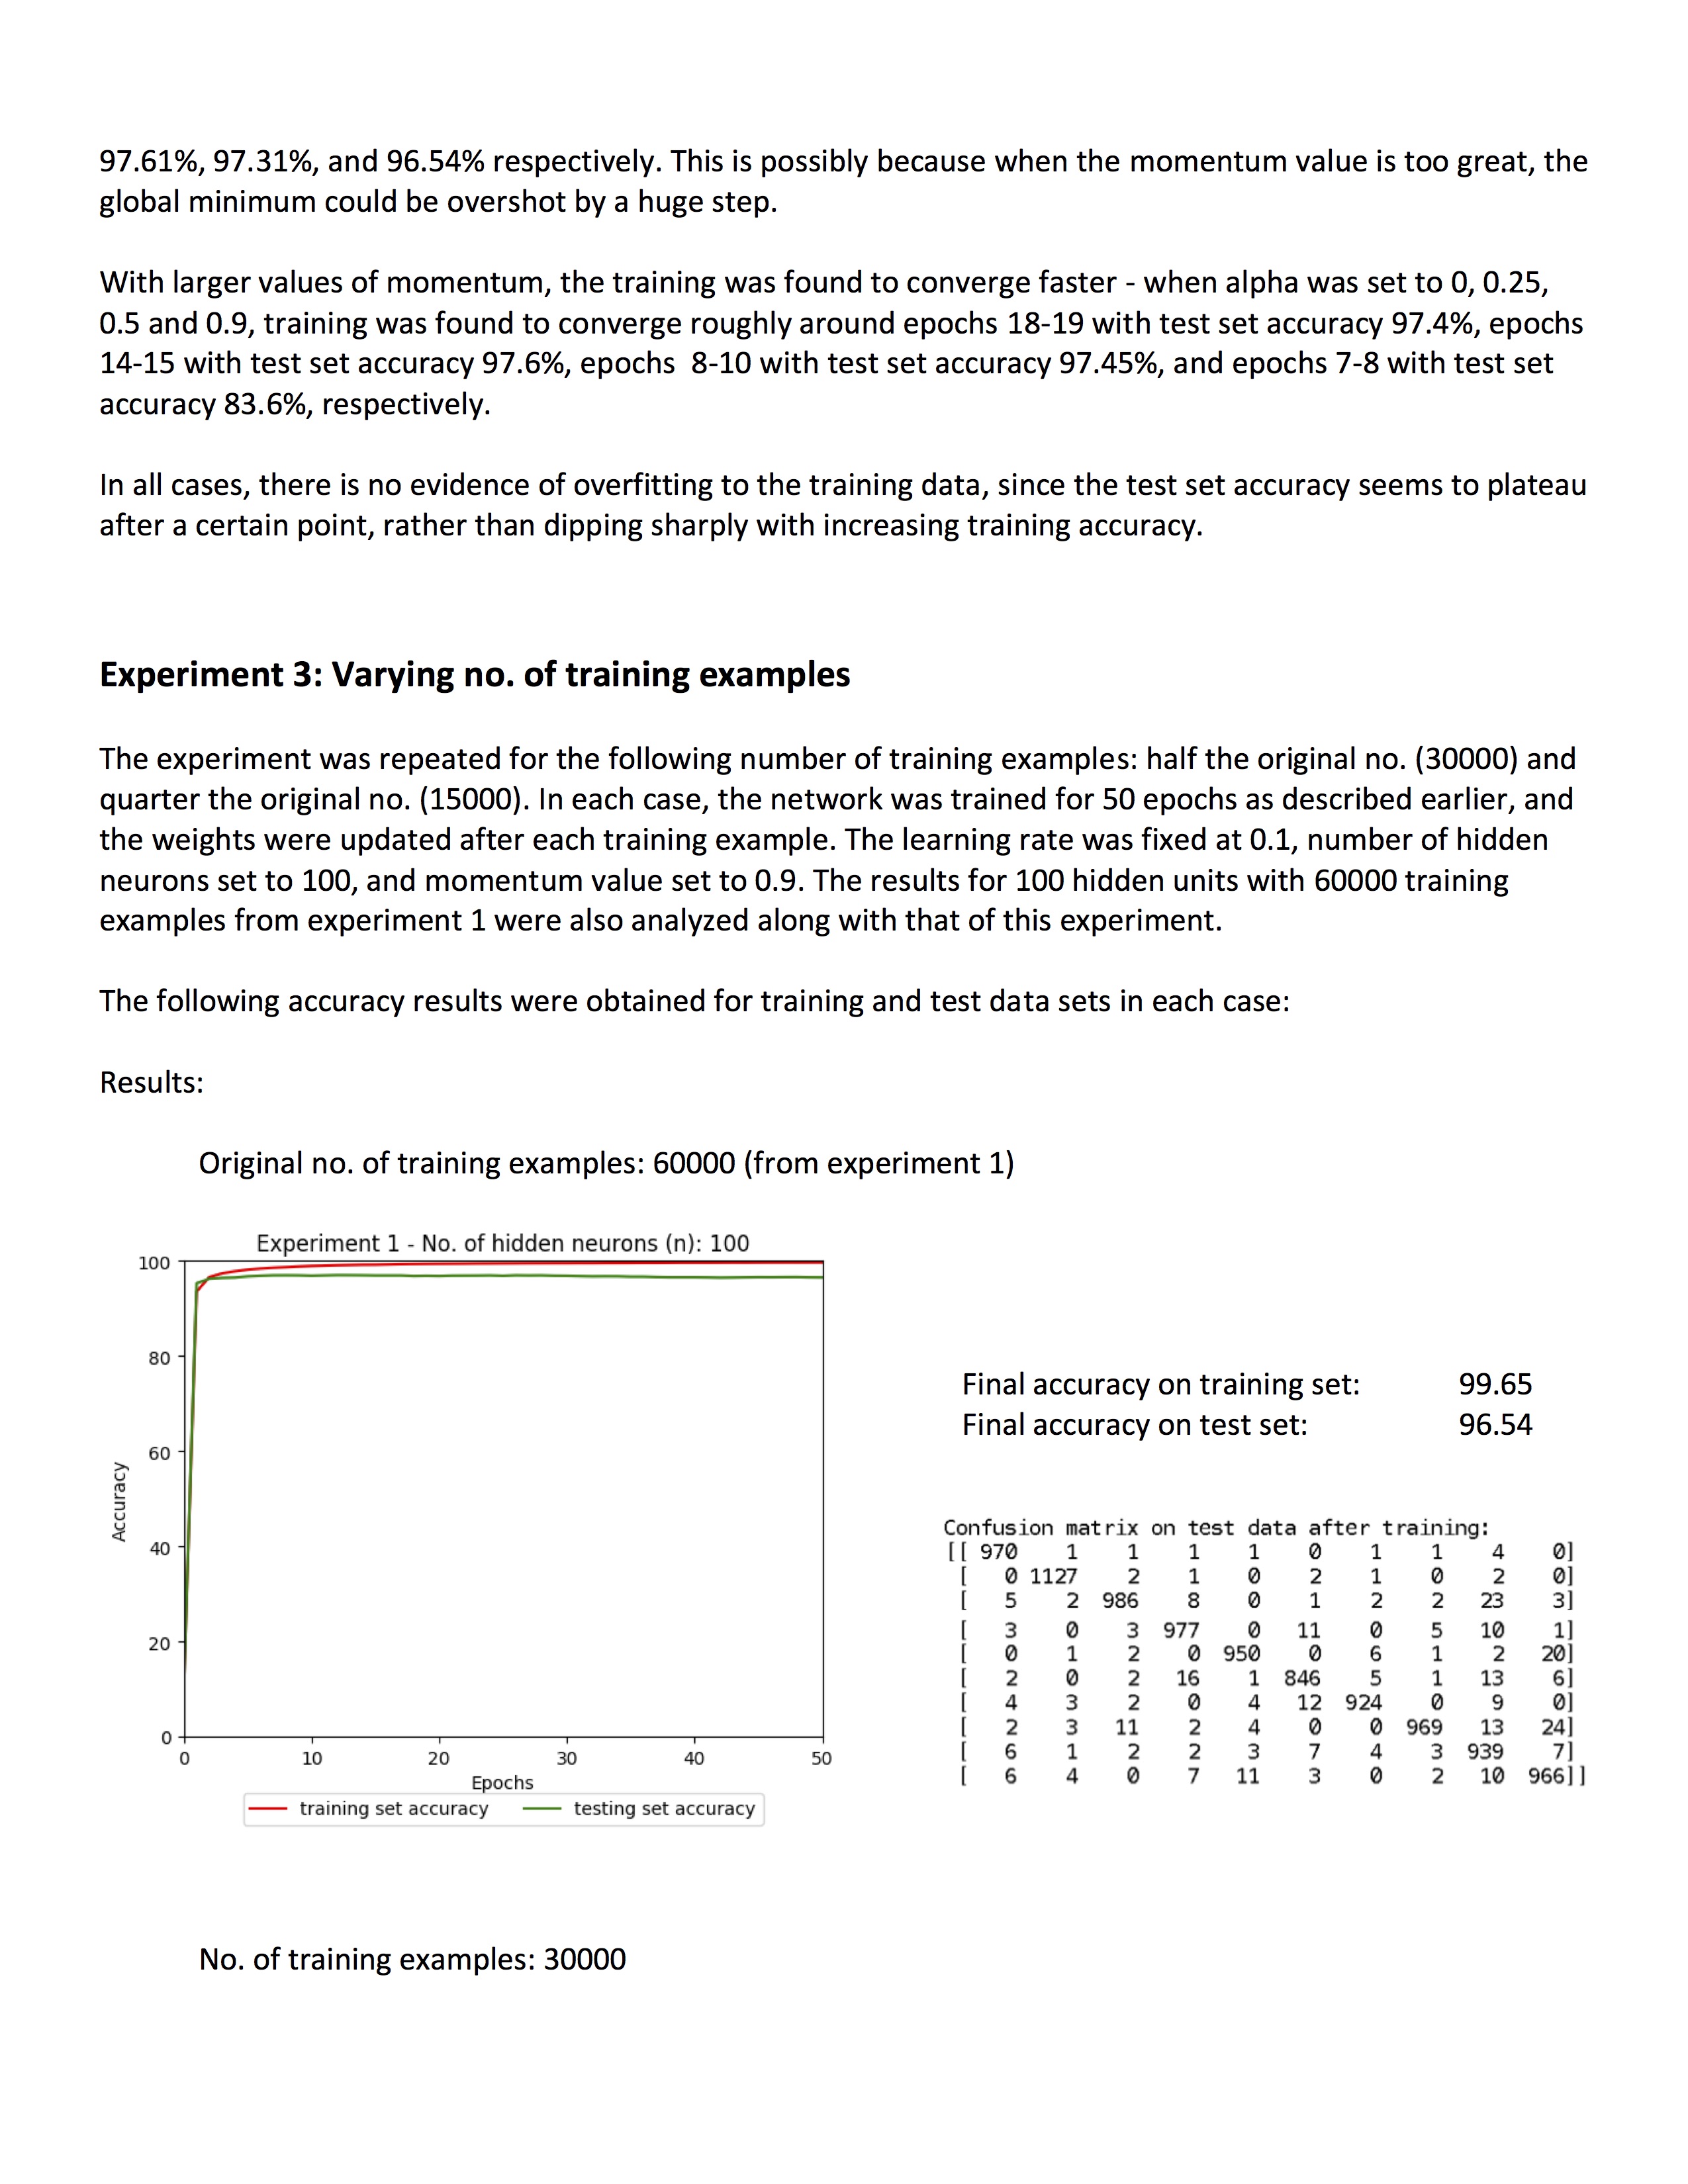 97.61%, 97.31%, and 96.54% respectively. This is possibly because when the momentum value is too great, the
global minimum could be overshot by a huge step.
With larger values of momentum, the training was found to converge faster - when alpha was set to 0, 0.25,
0.5 and 0.9, training was found to converge roughly around epochs 18-19 with test set accuracy 97.4%, epochs
14-15 with test set accuracy 97.6%, epochs  8-10 with test set accuracy 97.45%, and epochs 7-8 with test set
accuracy 83.6%, respectively.
In all cases, there is no evidence of overfitting to the training data, since the test set accuracy seems to plateau
after a certain point, rather than dipping sharply with increasing training accuracy.
Experiment 3: Varying no. of training examples
The experiment was repeated for the following number of training examples: half the original no. (30000) and
quarter the original no. (15000). In each case, the network was trained for 50 epochs as described earlier, and
the weights were updated after each training example. The learning rate was fixed at 0.1, number of hidden
neurons set to 100, and momentum value set to 0.9. The results for 100 hidden units with 60000 training
examples from experiment 1 were also analyzed along with that of this experiment.
The following accuracy results were obtained for training and test data sets in each case:
Results:
Original no. of training examples: 60000 (from experiment 1)
Experiment 1 - No. of hidden neurons (n): 100
100
80
60
40
20
0
Accuracy
0 10 20 30 40 50
Epochs
training set accuracy testing set accuracy
Final accuracy on training set: 99.65
Final accuracy on test set: 96.54
Confusion matrix on test data after training:
[[ 970 1 1 1 1 0 1 1 4 0]
[ 0 1127 2 1 0 2 1 0 2 0]
[ 5 2 986 8 0 1 2 2 23 3]
[ 3 0 3 977 0 11 0 5 10 1]
[ 0 1 2 0 950 0 6 1 2 20]
[ 2 0 2 16 1 846 5 1 13 6]
[ 4 3 2 0 4 12 924 0 9 0]
[ 2 3 11 2 4 0 0 969 13 24]
[ 6 1 2 2 3 7 4 3 939 7]
[ 6 4 0 7 11 3 0 2 10 966]]
No. of training examples: 30000